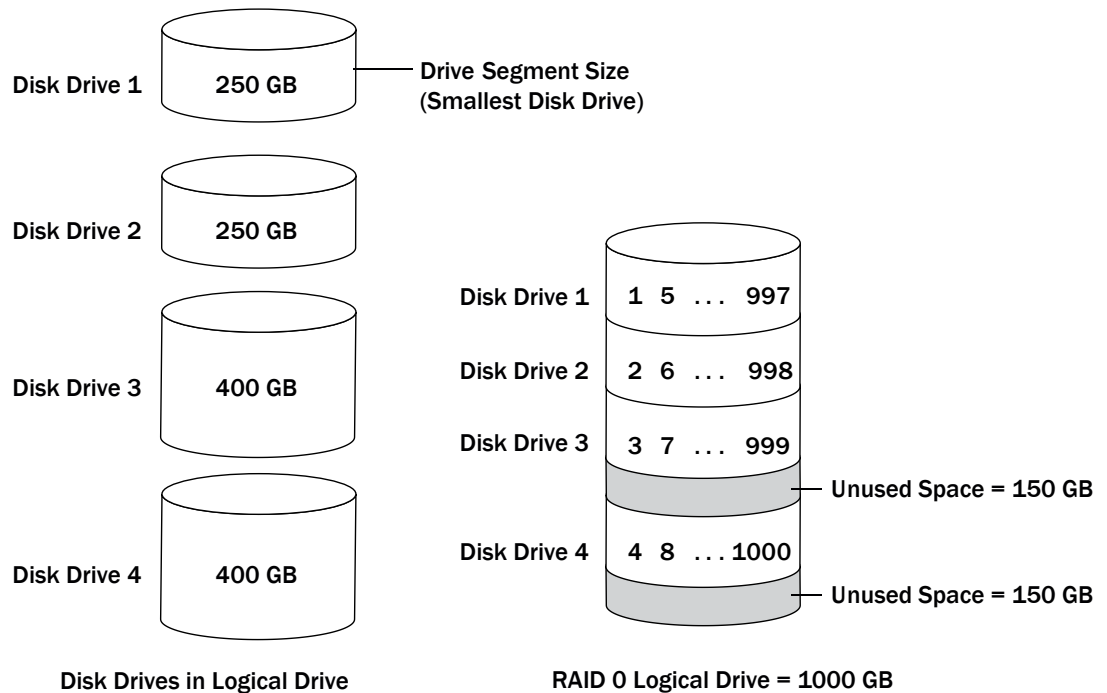 Disk Drive 1
250 GB
Drive Segment Size
(Smallest Disk Drive)
Disk Drive 2
250 GB
Disk Drive 3
400 GB
Disk Drive 4
400 GB
Disk Drives in Logical Drive
Disk Drive 1
1 5 ... 997
Disk Drive 2
2 6 ... 998
Disk Drive 3
3 7 ... 999
Unused Space = 150 GB
Disk Drive 4
4 8 ... 1000
Unused Space = 150 GB
RAID 0 Logical Drive = 1000 GB